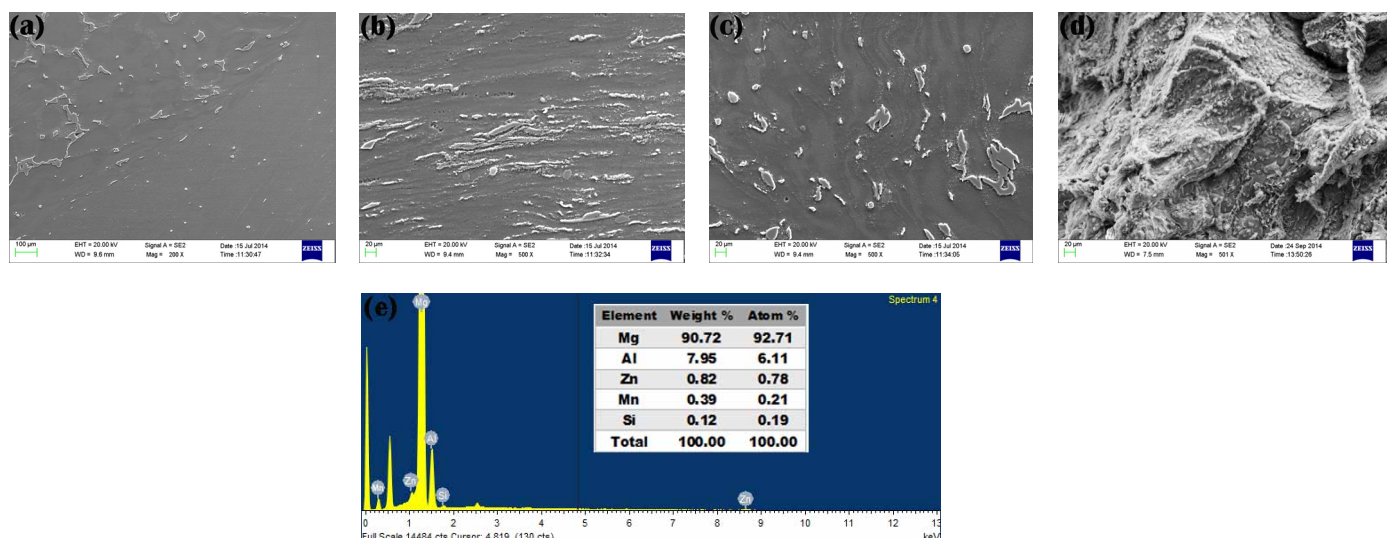 (a)
100 µm EHT = 20.00 kV Signal A = SE2 Date :15 Jul 2014 ZEISS
WD = 9.6 mm Mag = 200 X Time :11:30:47
(b)
20 µm EHT = 20.00 kV Signal A = SE2 Date :15 Jul 2014 ZEISS
WD = 9.4 mm Mag = 500 X Time :11:32:34
(c)
20 µm EHT = 20.00 kV Signal A = SE2 Date :15 Jul 2014 ZEISS
WD = 9.4 mm Mag = 500 X Time :11:34:05
(d)
20 µm EHT = 20.00 kV Signal A = SE2 Date :24 Sep 2014 ZEISS
WD = 7.5 mm Mag = 501 X Time :13:50:26
(e)
Spectrum 4
Element Weight % Atom %
Mg 90.72 92.71
Al 7.95 6.11
Zn 0.82 0.78
Mn 0.39 0.21
Si 0.12 0.19
Total 100.00 100.00
Mg
Al
Zn
Mn
Si
Zn
0 1 2 3 4 5 6 7 8 9 10 11 12 13
Full Scale 14484 cts Cursor: 4.819 (130 cts) keV